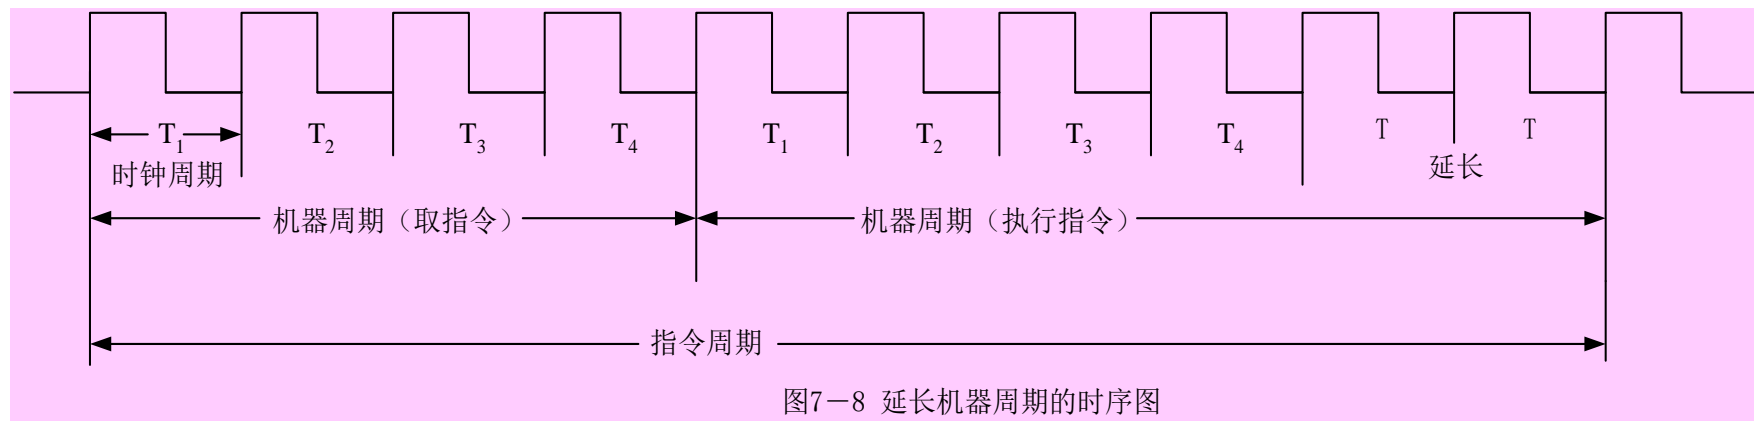 T₁ T₂ T₃ T₄ T₁ T₂ T₃ T₄ T T
时钟周期 延长
机器周期（取指令） 机器周期（执行指令）
指令周期
图7－8 延长机器周期的时序图